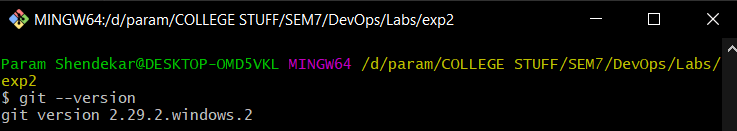 MINGW64:/d/param/COLLEGE STUFF/SEM7/DevOps/Labs/exp2
Param Shendekar@DESKTOP-OMD5VKL MINGW64 /d/param/COLLEGE STUFF/SEM7/DevOps/Labs/
exp2
$ git --version
git version 2.29.2.windows.2